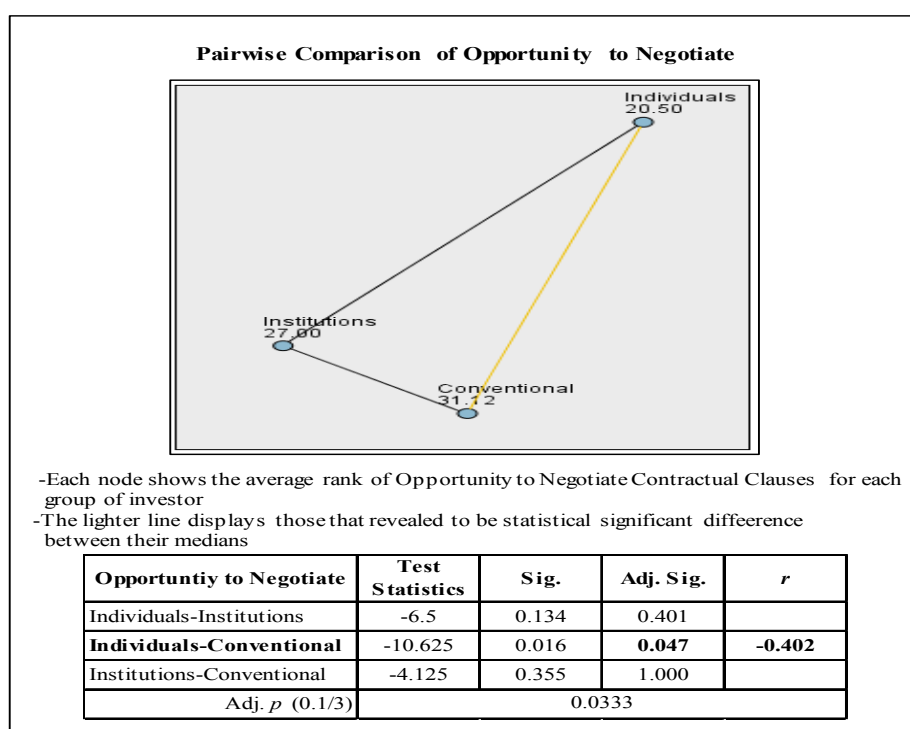 Pairwise Comparison of Opportunity to Negotiate
Individuals
20.50
Institutions
27.00
Conventional
31.12
-Each node shows the average rank of Opportunity to Negotiate Contractual Clauses for each
group of investor
-The lighter line displays those that revealed to be statistical significant diffeerence
between their medians
Opportuntiy to Negotiate Test Statistics Sig. Adj. Sig. r
Individuals-Institutions -6.5 0.134 0.401
Individuals-Conventional -10.625 0.016 0.047 -0.402
Institutions-Conventional -4.125 0.355 1.000
Adj. p (0.1/3) 0.0333